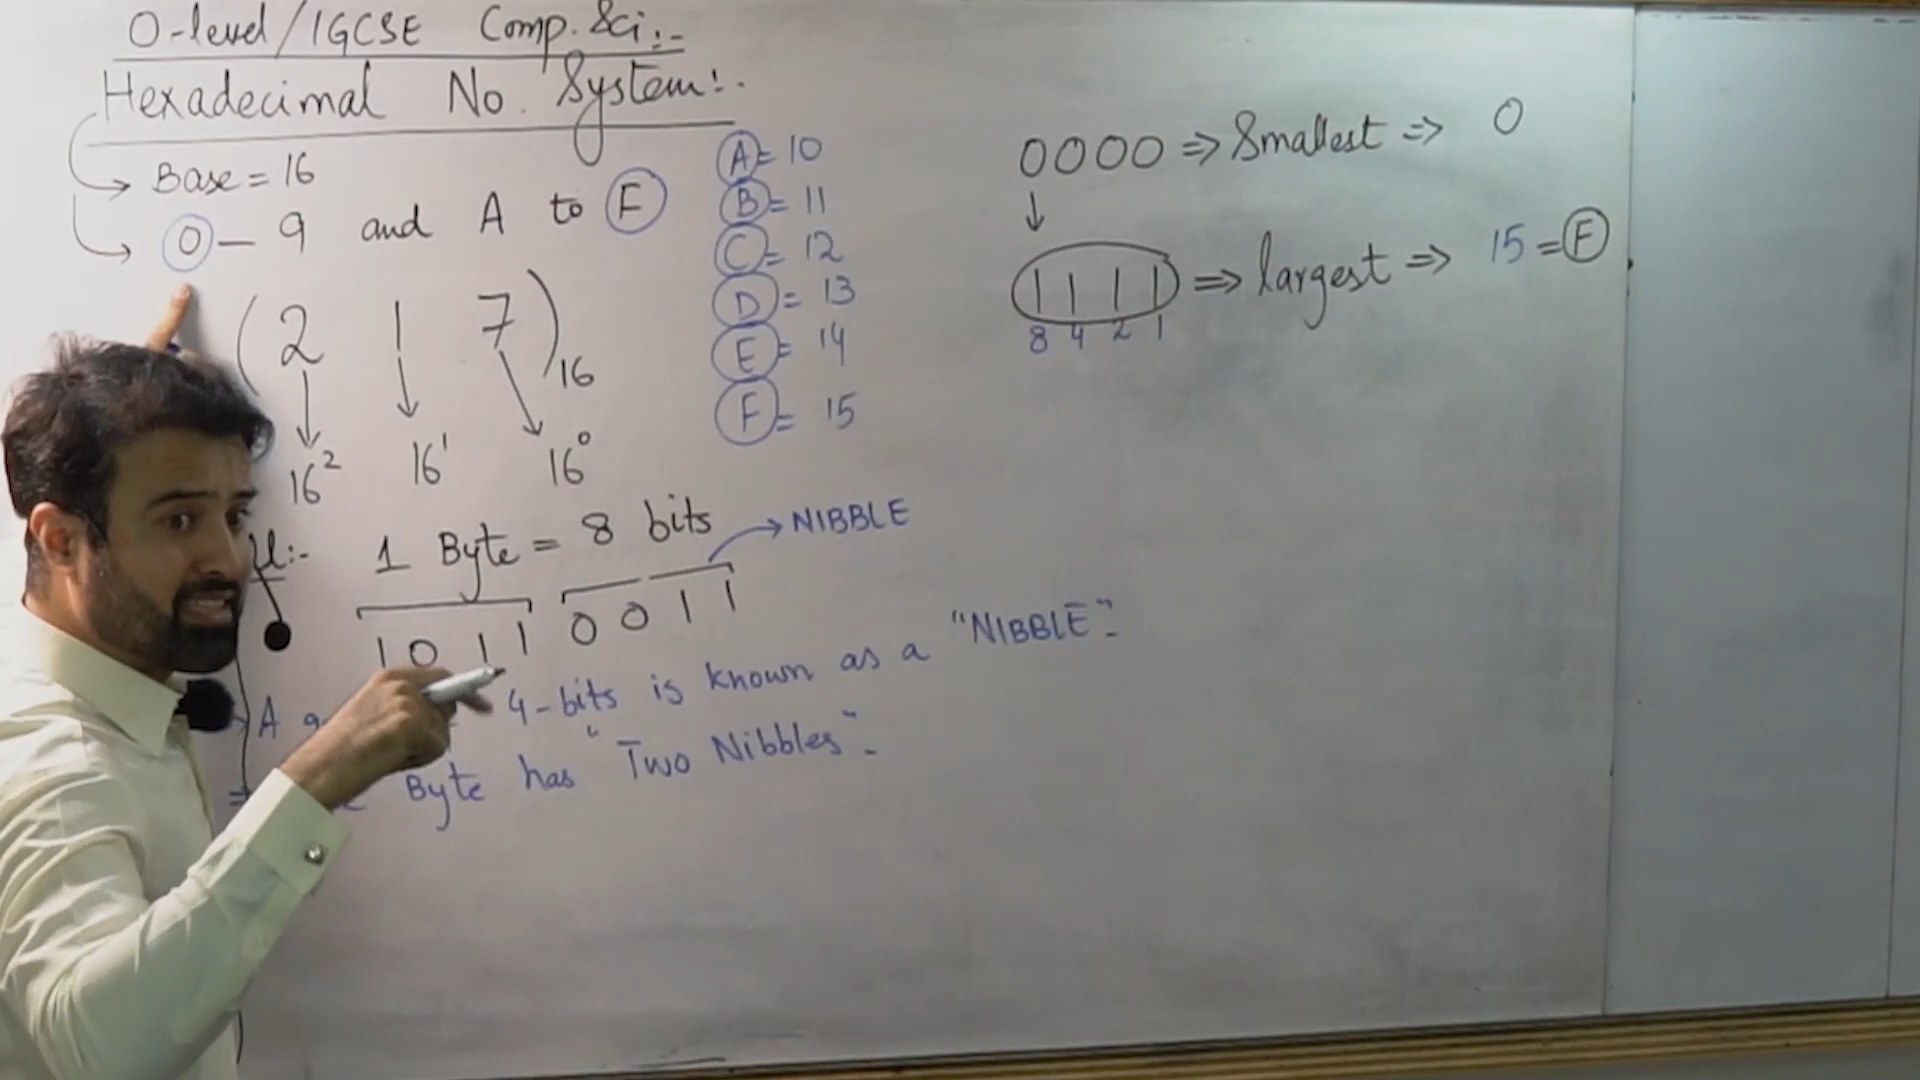 O-level/IGCSE Comp. Sci:-
Hexadecimal No. System:-
Base = 16
0 — 9 and A to F
A = 10
B = 11
C = 12
D = 13
E = 14
F = 15
(2 1 7)16
16² 16¹ 16⁰
1 Byte = 8 bits
NIBBLE
1 0 1 1 0 0 1 1
A 4-bits is known as a "NIBBLE".
Byte has "Two Nibbles".
0000 => Smallest => 0
1111 => largest => 15 = F
8 4 2 1